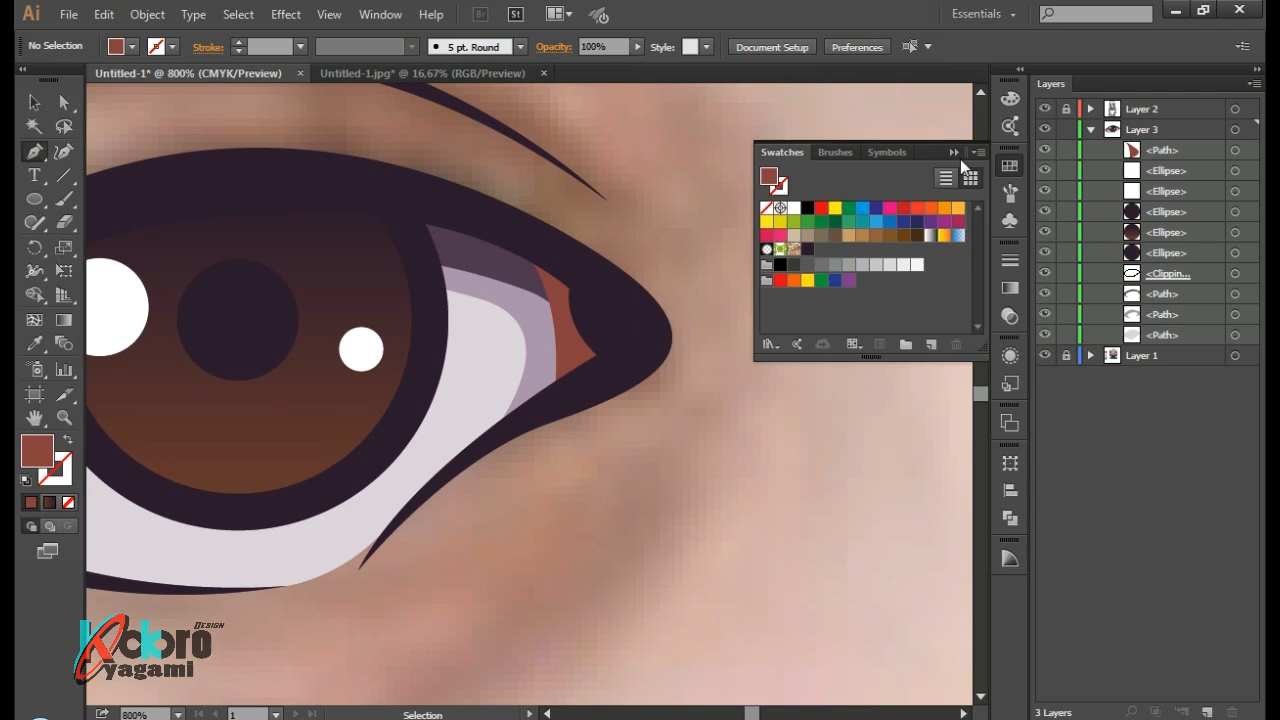 Ai File Edit Object Type Select Effect View Window Help Br St Essentials
No Selection Stroke: 5 pt. Round Opacity: 100% Style: Document Setup Preferences
Untitled-1* @ 800% (CMYK/Preview) × Untitled-1.jpg* @ 16,67% (RGB/Preview) ×
Layers
Layer 2
Layer 3
<Path>
<Ellipse>
<Ellipse>
<Ellipse>
<Ellipse>
<Ellipse>
<Clippin...
<Path>
<Path>
<Path>
Layer 1
Swatches Brushes Symbols
DESIGN
Kokoro
yagami
800% 1 Selection
3 Layers